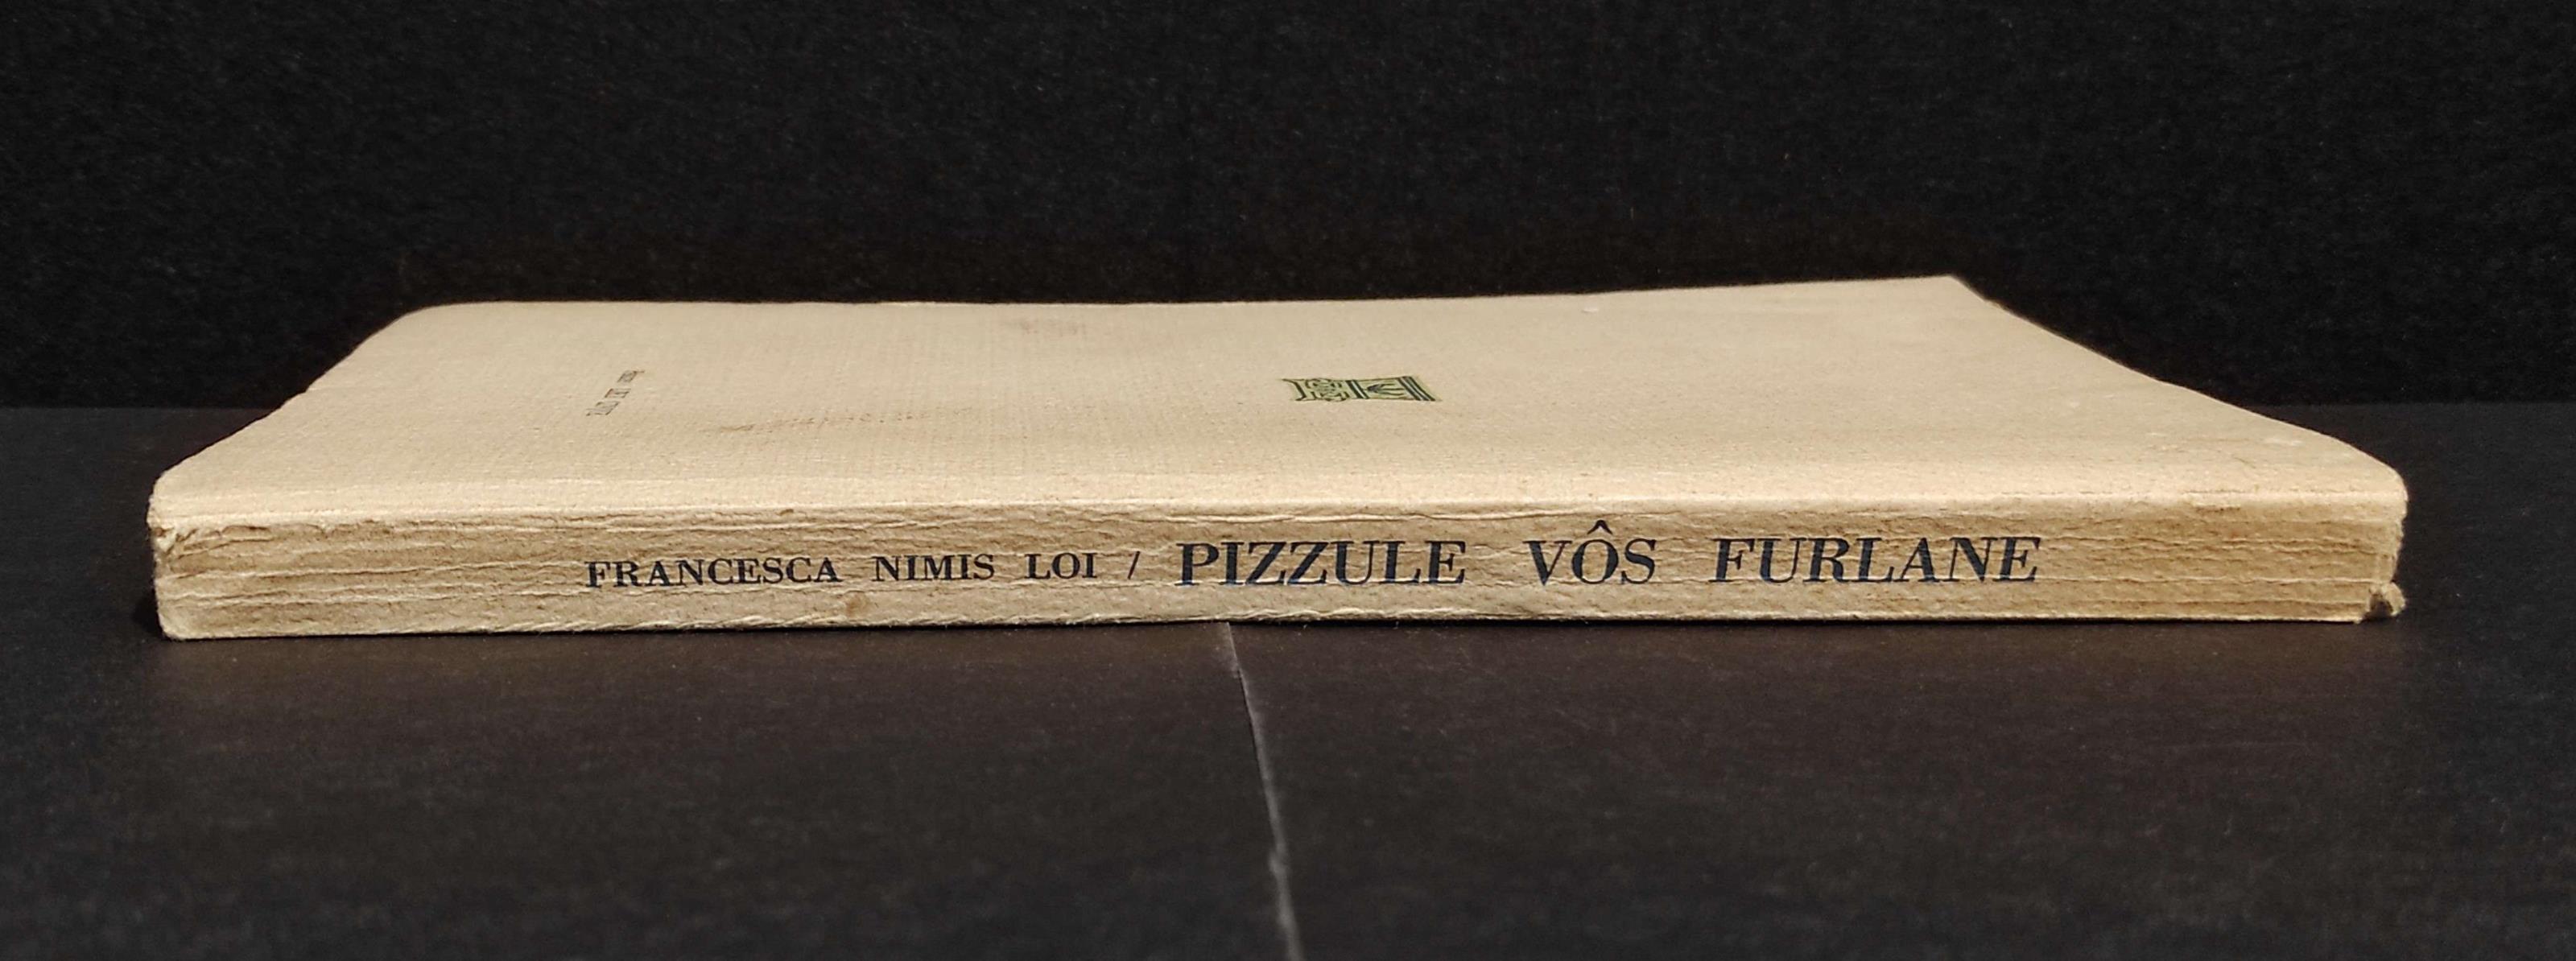 FRANCESCA NIMIS LOI / PIZZULE VÔS FURLANE